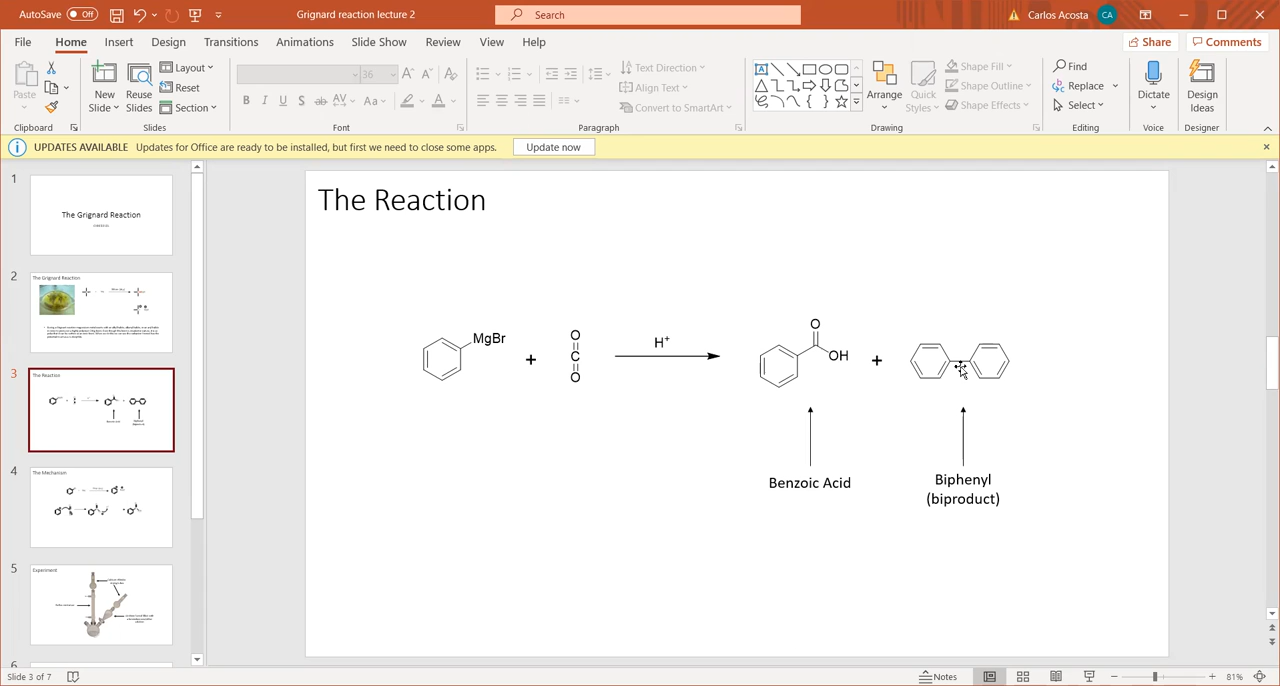 AutoSave Off Grignard reaction lecture 2 Search Carlos Acosta CA
File Home Insert Design Transitions Animations Slide Show Review View Help Share Comments
Paste New Slide Reuse Slides Layout Reset Section 36 B I U S ab AV Aa A Text Direction Align Text Convert to SmartArt Arrange Quick Styles Shape Fill Shape Outline Shape Effects Find Replace Select Dictate Design Ideas
Clipboard Slides Font Paragraph Drawing Editing Voice Designer
UPDATES AVAILABLE Updates for Office are ready to be installed, but first we need to close some apps. Update now
1
The Grignard Reaction
2
The Grignard Reaction
3
The Reaction
4
The Mechanism
5
Experiment
6
The Reaction
MgBr
+
O
C
O
H+
O
OH
+
Benzoic Acid
Biphenyl
(biproduct)
Slide 3 of 7 Notes 81%